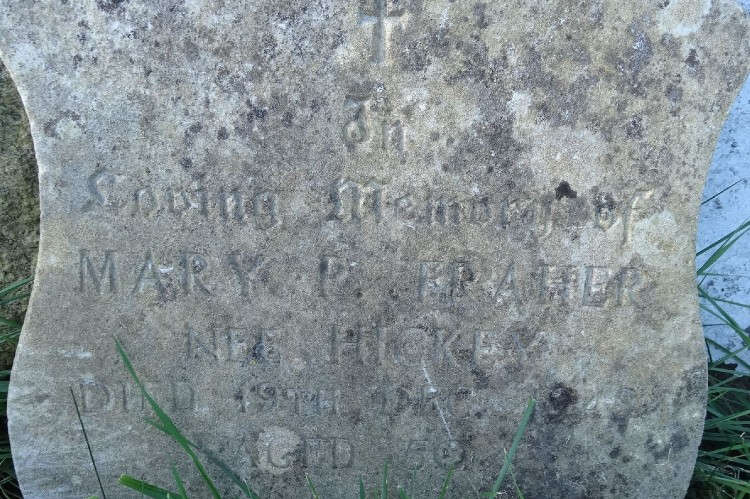 In
Loving Memory of
MARY P. FRAHER
NEE HICKEY
DIED 19TH DEC
AGED